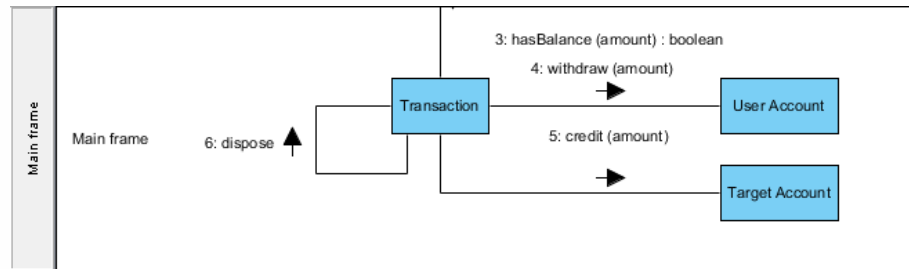 Main frame
3: hasBalance (amount) : boolean
4: withdraw (amount)
Transaction
User Account
Main frame
6: dispose
5: credit (amount)
Target Account